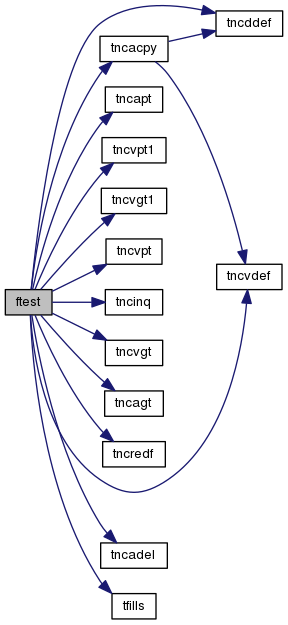 tncddef
tncacpy
tncapt
tncvpt1
tncvgt1
tncvpt
tncvdef
ftest
tncinq
tncvgt
tncagt
tncredf
tncadel
tfills